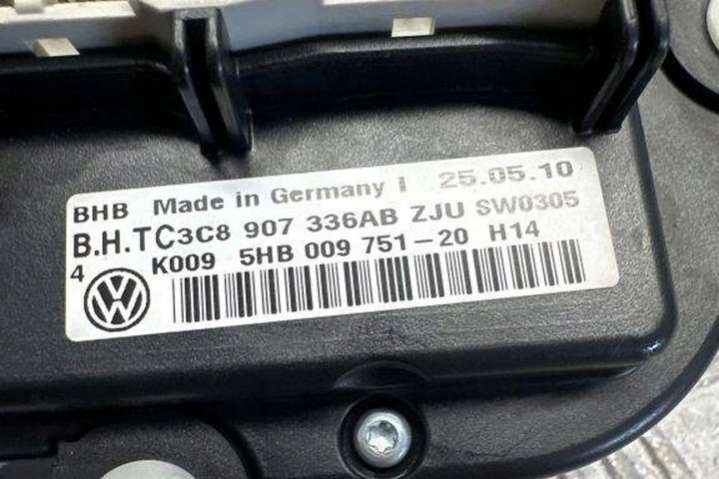 BHB Made in Germany I 25.05.10
B.H.TC3C8 907 336AB ZJU SW0305
4 K009 5HB 009 751-20 H14